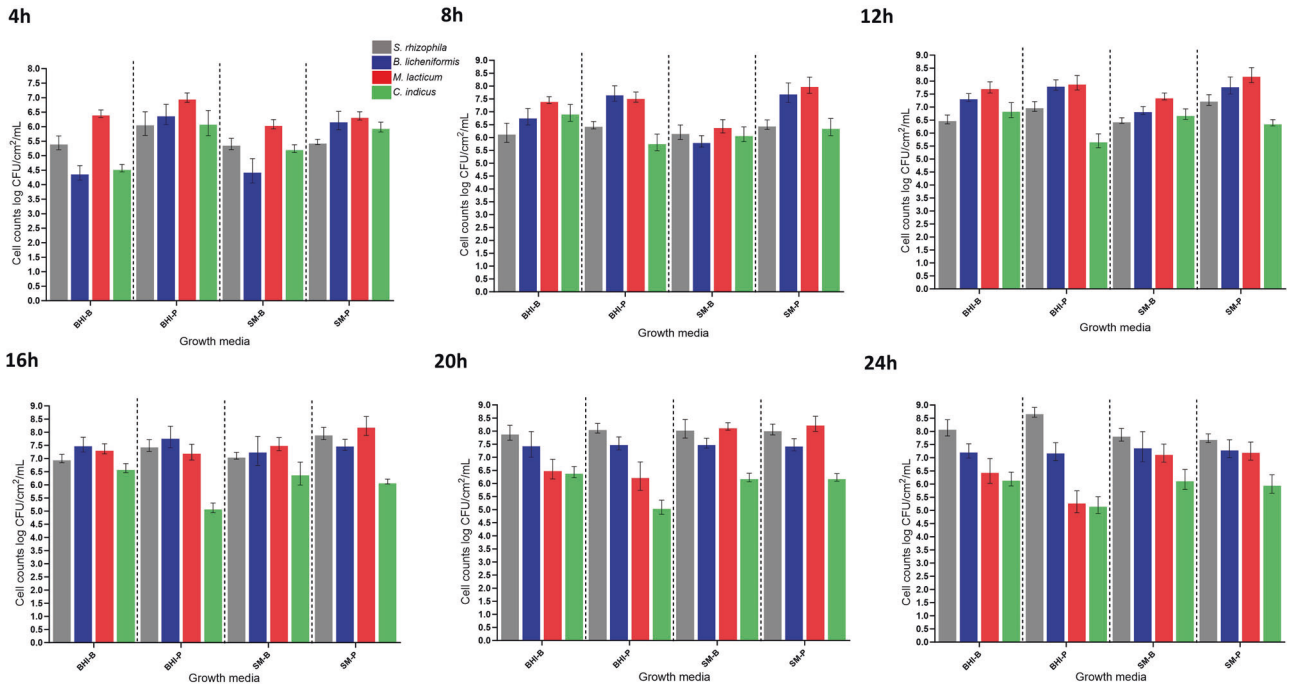 4h
S. rhizophila
B. licheniformis
M. lacticum
C. indicus
Cell counts log CFU/cm²/mL
8.0
7.5
7.0
6.5
6.0
5.5
5.0
4.5
4.0
3.5
3.0
2.5
2.0
1.5
1.0
0.5
0.0
BHI-B
BHI-P
SM-B
SM-P
Growth media
8h
Cell counts log CFU/cm²/mL
9.0
8.5
8.0
7.5
7.0
6.5
6.0
5.5
5.0
4.5
4.0
3.5
3.0
2.5
2.0
1.5
1.0
0.5
0.0
BHI-B
BHI-P
SM-B
SM-P
Growth media
12h
Cell counts log CFU/cm²/mL
9.0
8.5
8.0
7.5
7.0
6.5
6.0
5.5
5.0
4.5
4.0
3.5
3.0
2.5
2.0
1.5
1.0
0.5
0.0
BHI-B
BHI-P
SM-B
SM-P
Growth media
16h
Cell counts log CFU/cm²/mL
9.0
8.5
8.0
7.5
7.0
6.5
6.0
5.5
5.0
4.5
4.0
3.5
3.0
2.5
2.0
1.5
1.0
0.5
0.0
BHI-B
BHI-P
SM-B
SM-P
Growth media
20h
Cell counts log CFU/cm²/mL
9.0
8.5
8.0
7.5
7.0
6.5
6.0
5.5
5.0
4.5
4.0
3.5
3.0
2.5
2.0
1.5
1.0
0.5
0.0
BHI-B
BHI-P
SM-B
SM-P
Growth media
24h
Cell counts log CFU/cm²/mL
9.0
8.5
8.0
7.5
7.0
6.5
6.0
5.5
5.0
4.5
4.0
3.5
3.0
2.5
2.0
1.5
1.0
0.5
0.0
BHI-B
BHI-P
SM-B
SM-P
Growth media